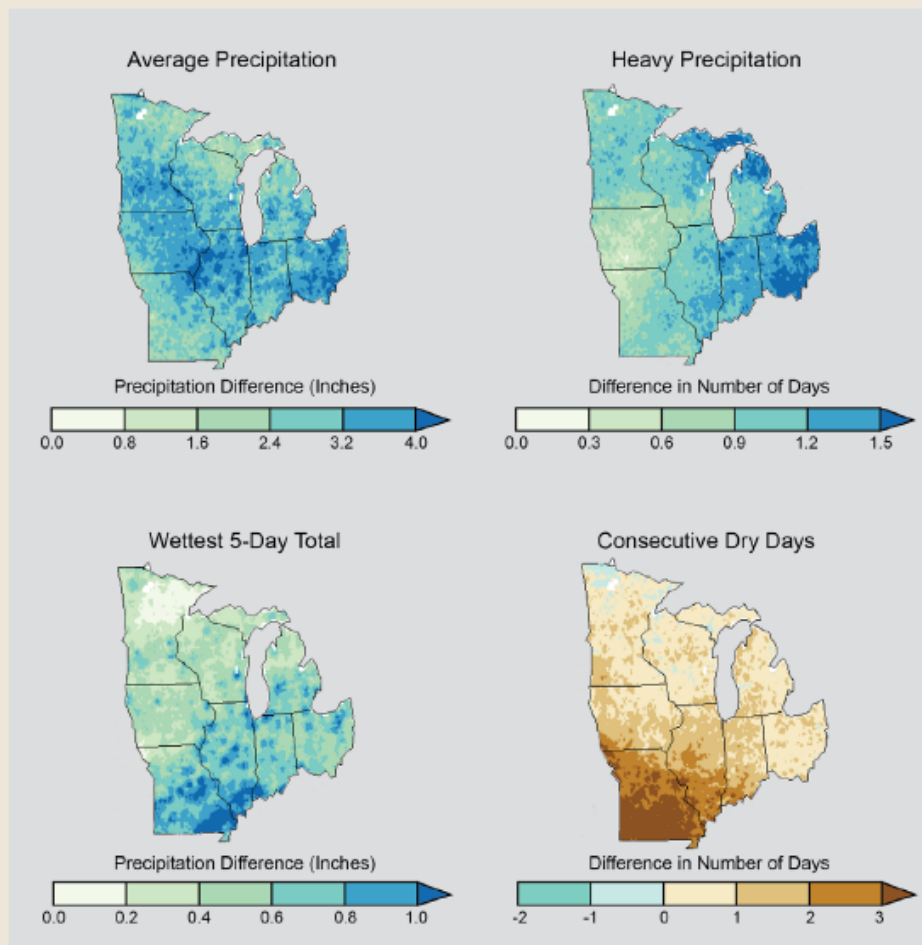 Average Precipitation
Heavy Precipitation
Precipitation Difference (Inches)
0.0 0.8 1.6 2.4 3.2 4.0
Difference in Number of Days
0.0 0.3 0.6 0.9 1.2 1.5
Wettest 5-Day Total
Consecutive Dry Days
Precipitation Difference (Inches)
0.0 0.2 0.4 0.6 0.8 1.0
Difference in Number of Days
-2 -1 0 1 2 3